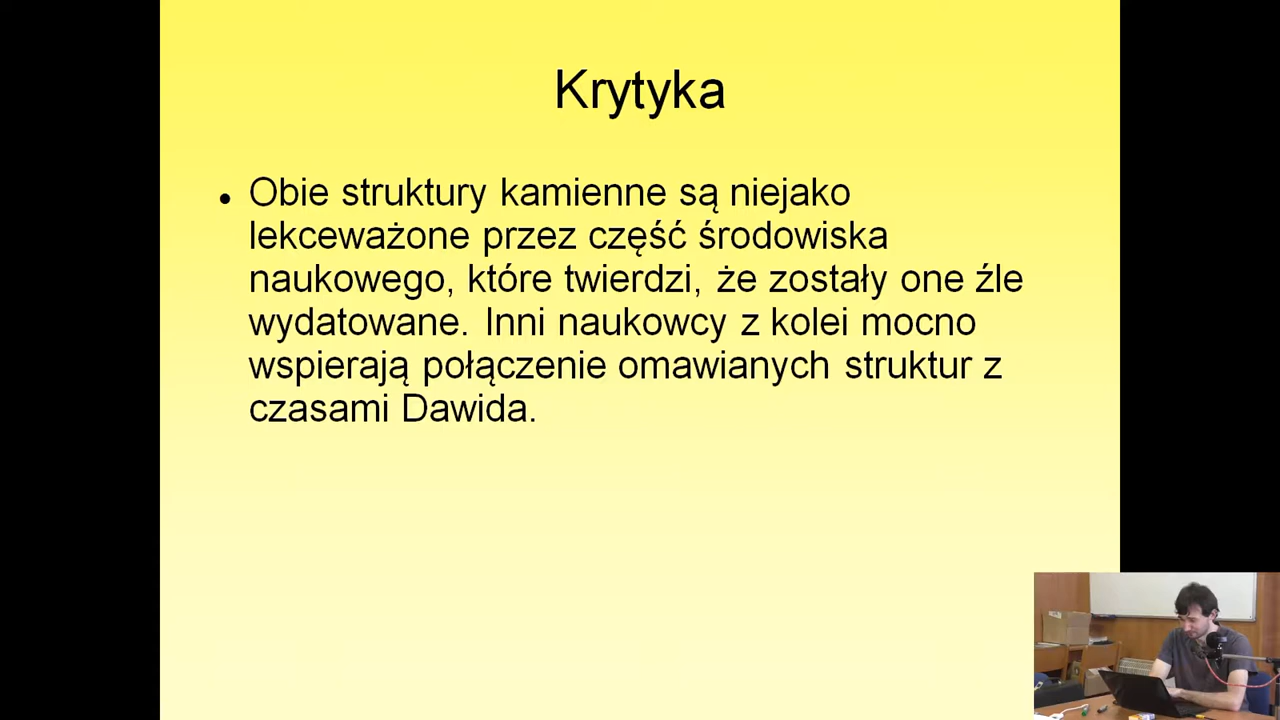 Krytyka
• Obie struktury kamienne są niejako
lekceważone przez część środowiska
naukowego, które twierdzi, że zostały one źle
wydatowane. Inni naukowcy z kolei mocno
wspierają połączenie omawianych struktur z
czasami Dawida.